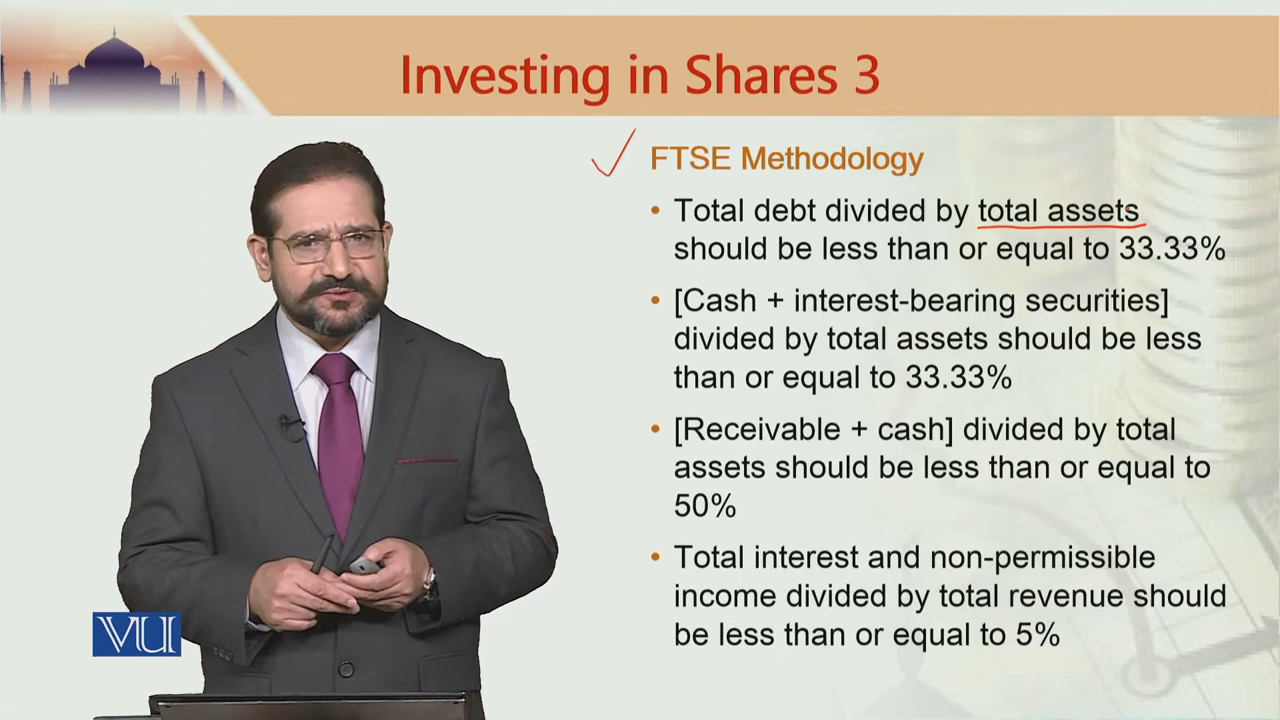 Investing in Shares 3
FTSE Methodology
• Total debt divided by total assets
should be less than or equal to 33.33%
• [Cash + interest-bearing securities]
divided by total assets should be less
than or equal to 33.33%
• [Receivable + cash] divided by total
assets should be less than or equal to
50%
• Total interest and non-permissible
income divided by total revenue should
be less than or equal to 5%
VU